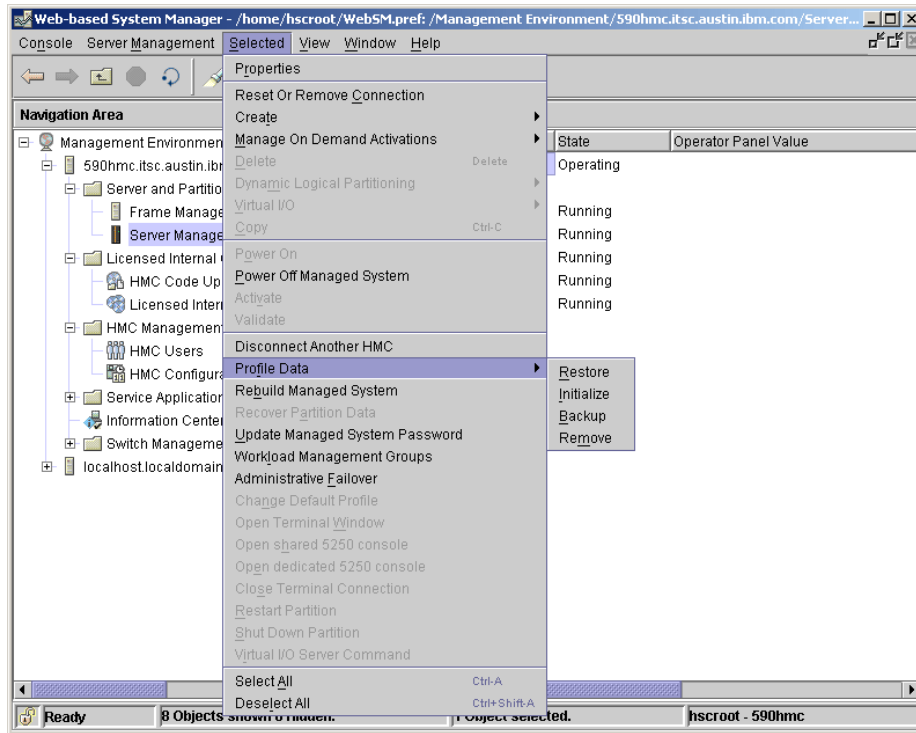 Web-based System Manager - /home/hscroot/WebSM.pref: /Management Environment/590hmc.itsc.austin.ibm.com/Server...
Console Server Management Selected View Window Help
Navigation Area
Management Environmen
590hmc.itsc.austin.ibr
Server and Partitio
Frame Manage
Server Manage
Licensed Internal
HMC Code Up
Licensed Inter
HMC Management
HMC Users
HMC Configura
Service Application
Information Center
Switch Manageme
localhost.localdomain
Properties
Reset Or Remove Connection
Create
Manage On Demand Activations
Delete Delete
Dynamic Logical Partitioning
Virtual I/O
Copy Ctrl-C
Power On
Power Off Managed System
Activate
Validate
Disconnect Another HMC
Profile Data
Rebuild Managed System
Recover Partition Data
Update Managed System Password
Workload Management Groups
Administrative Failover
Change Default Profile
Open Terminal Window
Open shared 5250 console
Open dedicated 5250 console
Close Terminal Connection
Restart Partition
Shut Down Partition
Virtual I/O Server Command
Select All Ctrl-A
Deselect All Ctrl+Shift-A
Restore
Initialize
Backup
Remove
State Operator Panel Value
Operating
Running
Running
Running
Running
Running
Ready
8 Objects shown 0 Hidden.
1 Object selected.
hscroot - 590hmc